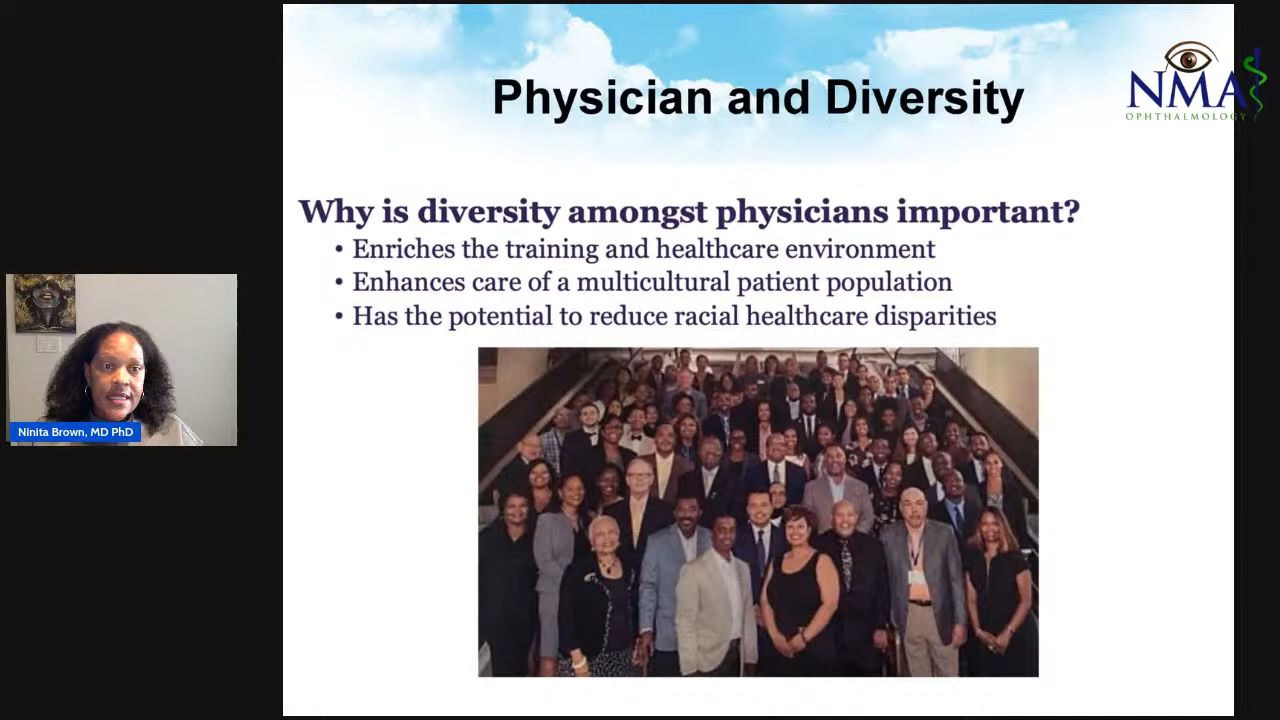 Physician and Diversity
NMA
OPHTHALMOLOGY
Why is diversity amongst physicians important?
• Enriches the training and healthcare environment
• Enhances care of a multicultural patient population
• Has the potential to reduce racial healthcare disparities
Ninita Brown, MD PhD